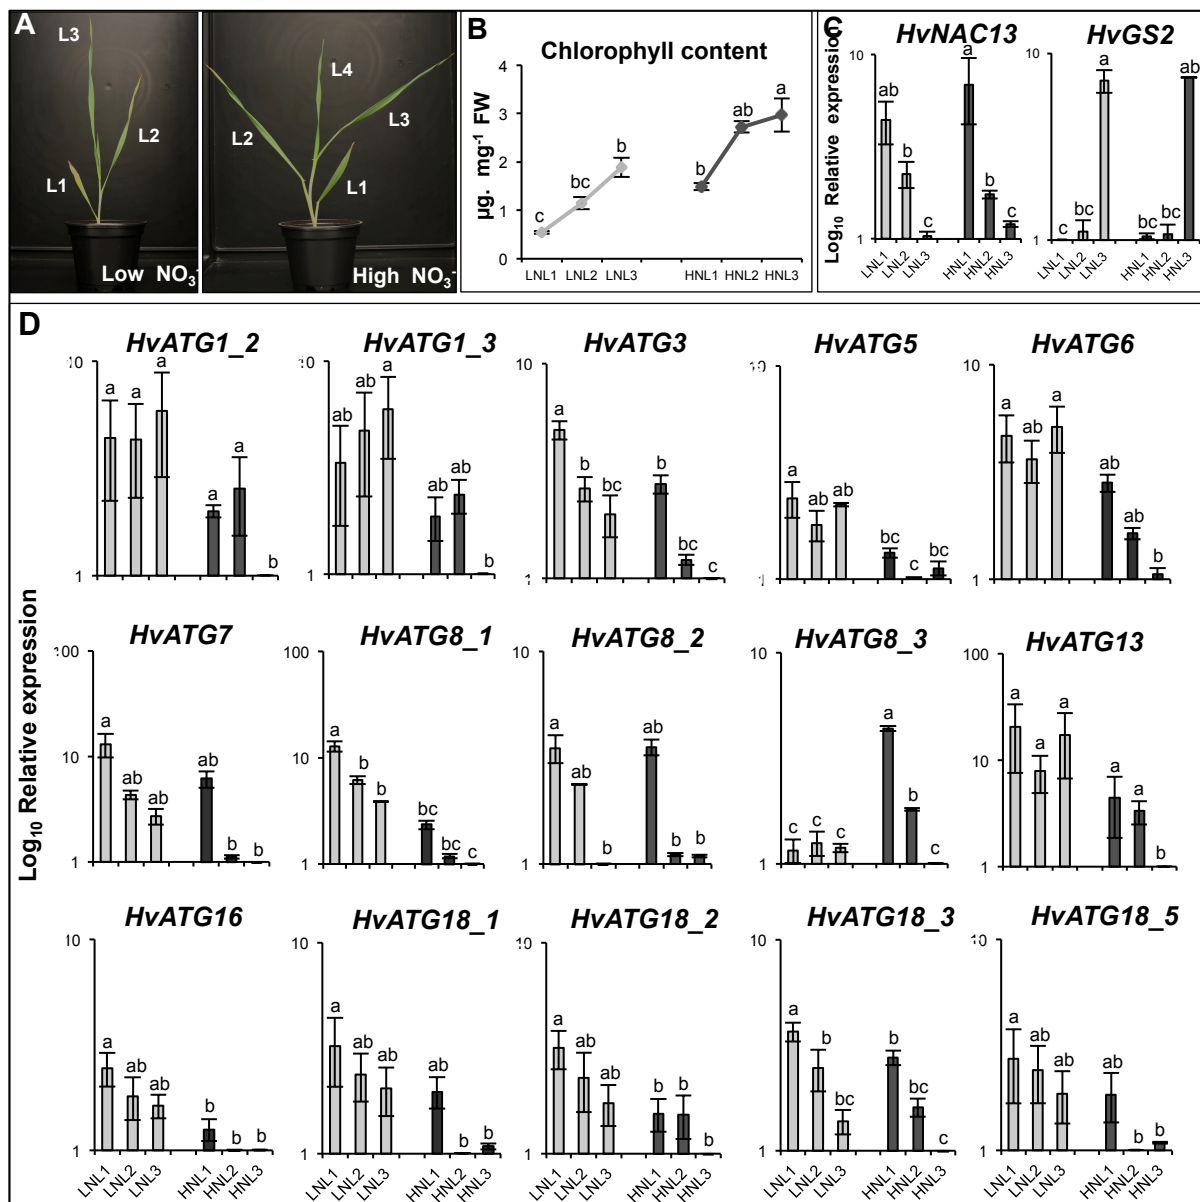 A
L3
L2
L1
Low NO₃⁻
L4
L3
L2
L1
High NO₃⁻
B
Chlorophyll content
µg. mg⁻¹ FW
4
3
2
1
0
c
bc
b
b
ab
a
LNL1
LNL2
LNL3
HNL1
HNL2
HNL3
C
HvNAC13
HvGS2
Log₁₀ Relative expression
10
1
ab
b
c
a
b
c
LNL1
LNL2
LNL3
HNL1
HNL2
HNL3
10
1
c
bc
a
bc
bc
ab
LNL1
LNL2
LNL3
HNL1
HNL2
HNL3
D
Log₁₀ Relative expression
HvATG1_2
10
1
a
a
a
a
a
b
HvATG1_3
10
1
ab
ab
a
ab
ab
b
HvATG3
10
1
a
b
bc
b
bc
c
HvATG5
10
1
a
ab
ab
bc
c
bc
HvATG6
10
1
a
ab
a
ab
ab
b
HvATG7
100
10
1
a
ab
ab
ab
b
b
HvATG8_1
100
10
1
a
b
b
bc
bc
c
HvATG8_2
10
1
a
ab
b
ab
b
b
HvATG8_3
10
1
c
c
c
a
b
c
HvATG13
100
10
1
a
a
a
a
a
b
HvATG16
10
1
a
ab
ab
b
b
b
LNL1
LNL2
LNL3
HNL1
HNL2
HNL3
HvATG18_1
10
1
a
ab
ab
ab
b
b
LNL1
LNL2
LNL3
HNL1
HNL2
HNL3
HvATG18_2
10
1
a
ab
ab
b
b
b
LNL1
LNL2
LNL3
HNL1
HNL2
HNL3
HvATG18_3
10
1
a
b
bc
b
bc
c
LNL1
LNL2
LNL3
HNL1
HNL2
HNL3
HvATG18_5
10
1
a
ab
ab
ab
b
b
LNL1
LNL2
LNL3
HNL1
HNL2
HNL3